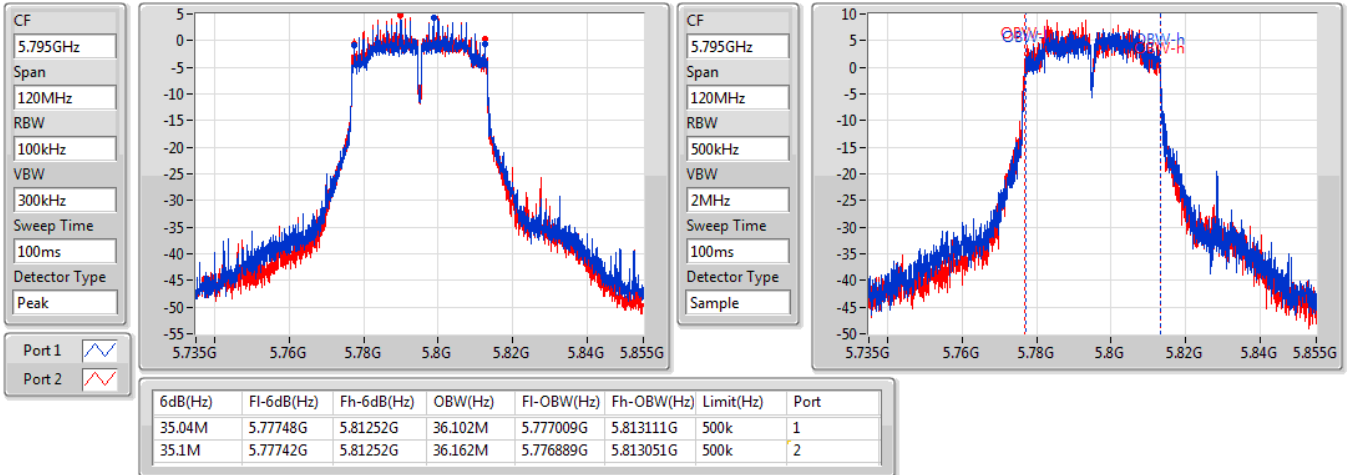 CF
5.795GHz
Span
120MHz
RBW
100kHz
VBW
300kHz
Sweep Time
100ms
Detector Type
Peak
Port 1
Port 2
5
0
-5
-10
-15
-20
-25
-30
-35
-40
-45
-50
-55
5.735G 5.76G 5.78G 5.8G 5.82G 5.84G 5.855G
CF
5.795GHz
Span
120MHz
RBW
500kHz
VBW
2MHz
Sweep Time
100ms
Detector Type
Sample
10
5
0
-5
-10
-15
-20
-25
-30
-35
-40
-45
-50
OBW-h
OBW-h
5.735G 5.76G 5.78G 5.8G 5.82G 5.84G 5.855G
6dB(Hz) Fl-6dB(Hz) Fh-6dB(Hz) OBW(Hz) Fl-OBW(Hz) Fh-OBW(Hz) Limit(Hz) Port
35.04M 5.77748G 5.81252G 36.102M 5.777009G 5.813111G 500k 1
35.1M 5.77742G 5.81252G 36.162M 5.776889G 5.813051G 500k 2